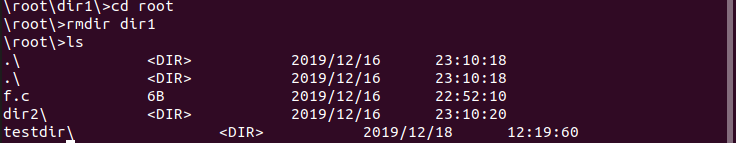 \root\dir1\>cd root
\root\>rmdir dir1
\root\>ls
.\ <DIR> 2019/12/16 23:10:18
.\ <DIR> 2019/12/16 23:10:18
f.c 6B 2019/12/16 22:52:10
dir2\ <DIR> 2019/12/16 23:10:20
testdir\ <DIR> 2019/12/18 12:19:60